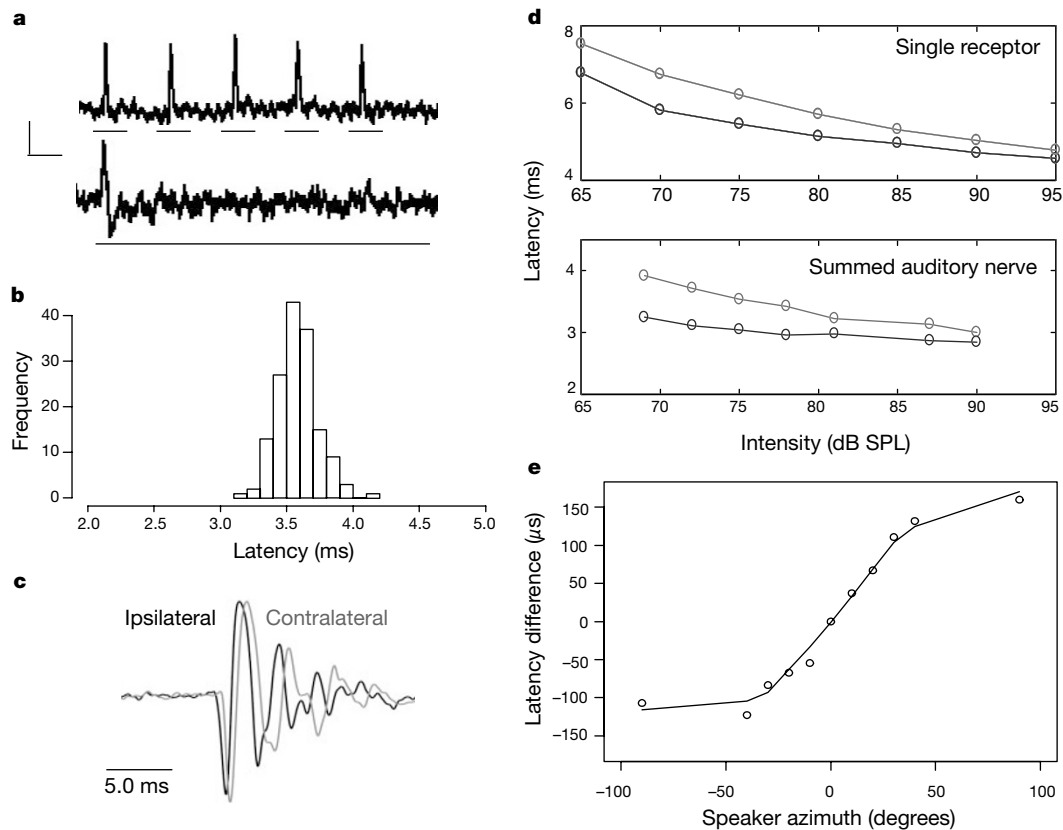 a
b
40
30
20
10
0
Frequency
2.0 2.5 3.0 3.5 4.0 4.5 5.0
Latency (ms)
c
Ipsilateral Contralateral
5.0 ms
d
8
6
4
Single receptor
65 70 75 80 85 90 95
Latency (ms)
4
3
2
Summed auditory nerve
65 70 75 80 85 90 95
Intensity (dB SPL)
e
150
100
50
0
−50
−100
−150
Latency difference (μs)
−100 −50 0 50 100
Speaker azimuth (degrees)